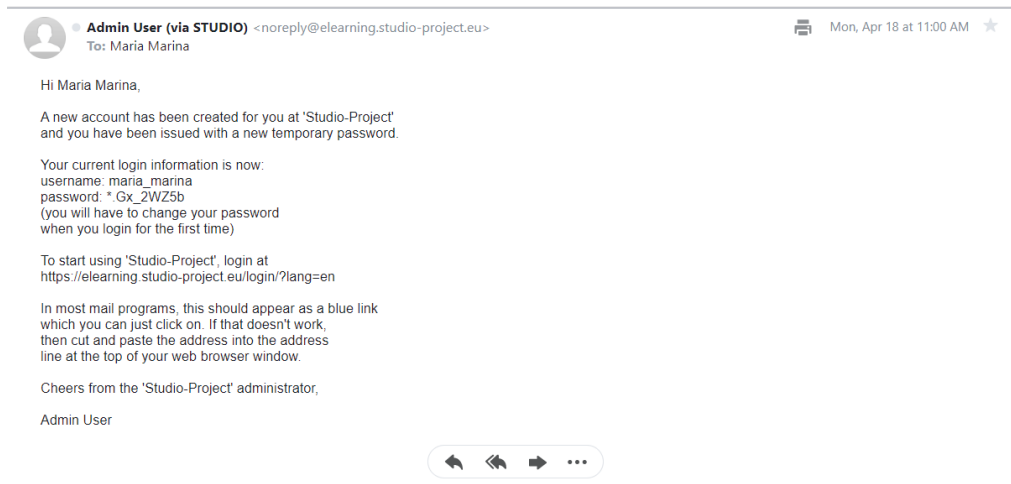 Admin User (via STUDIO) <noreply@elearning.studio-project.eu> Mon, Apr 18 at 11:00 AM
To: Maria Marina
Hi Maria Marina,
A new account has been created for you at 'Studio-Project'
and you have been issued with a new temporary password.
Your current login information is now:
username: maria_marina
password: *.Gx_2WZ5b
(you will have to change your password
when you login for the first time)
To start using 'Studio-Project', login at
https://elearning.studio-project.eu/login/?lang=en
In most mail programs, this should appear as a blue link
which you can just click on. If that doesn't work,
then cut and paste the address into the address
line at the top of your web browser window.
Cheers from the 'Studio-Project' administrator,
Admin User